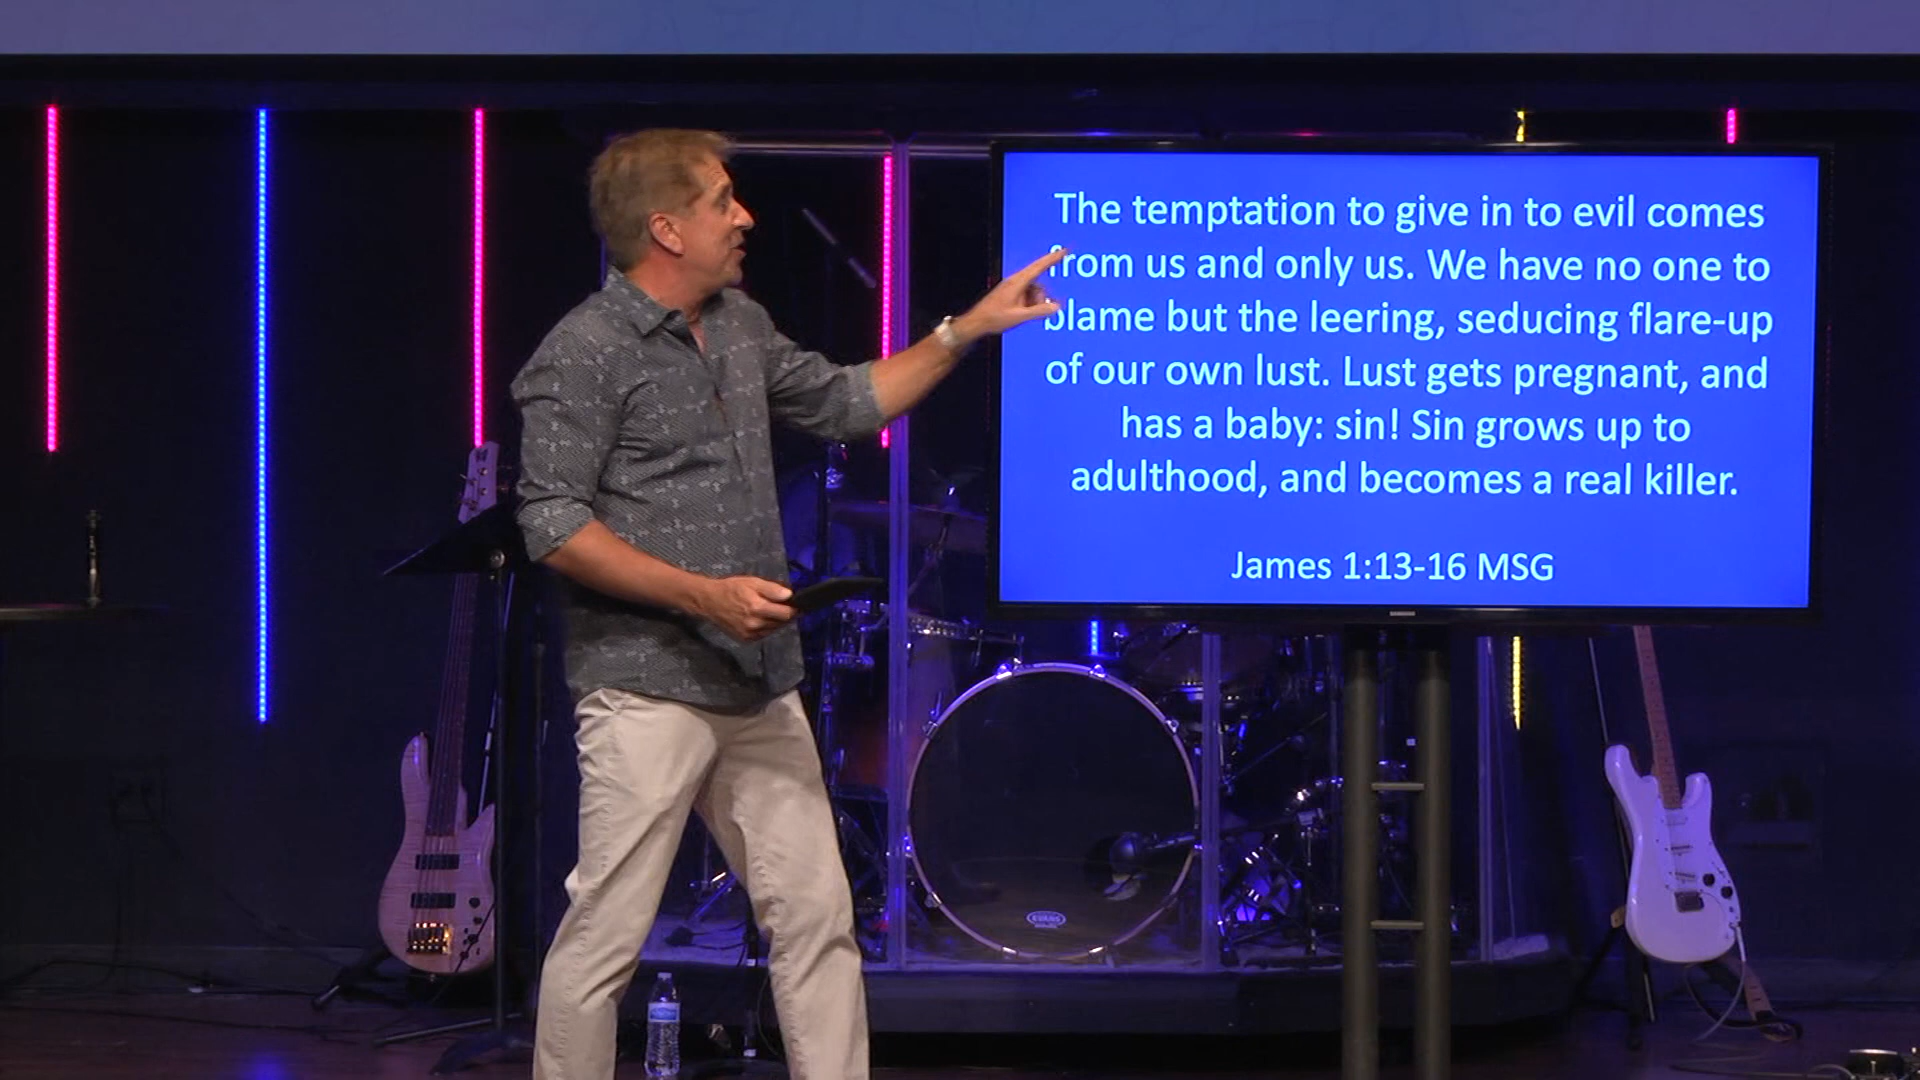 The temptation to give in to evil comes
from us and only us. We have no one to
blame but the leering, seducing flare-up
of our own lust. Lust gets pregnant, and
has a baby: sin! Sin grows up to
adulthood, and becomes a real killer.
James 1:13-16 MSG
EVANS